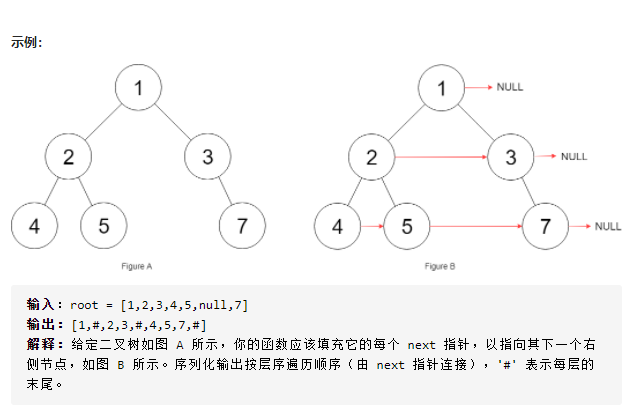 示例：
1
1
NULL
2
3
2
3
NULL
4
5
7
4
5
7
NULL
Figure A
Figure B
输入：root = [1,2,3,4,5,null,7]
输出：[1,#,2,3,#,4,5,7,#]
解释：给定二叉树如图 A 所示，你的函数应该填充它的每个 next 指针，以指向其下一个右
侧节点，如图 B 所示。序列化输出按层序遍历顺序（由 next 指针连接），'#' 表示每层的
末尾。